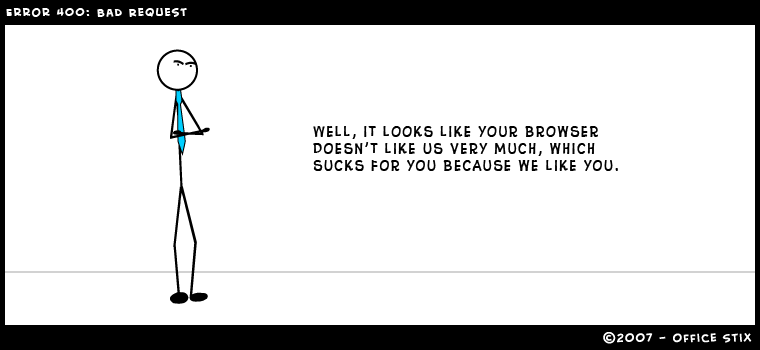 ERROR 400: BAD REQUEST
WELL, IT LOOKS LIKE YOUR BROWSER
DOESN'T LIKE US VERY MUCH, WHICH
SUCKS FOR YOU BECAUSE WE LIKE YOU.
©2007 - OFFICE STIX